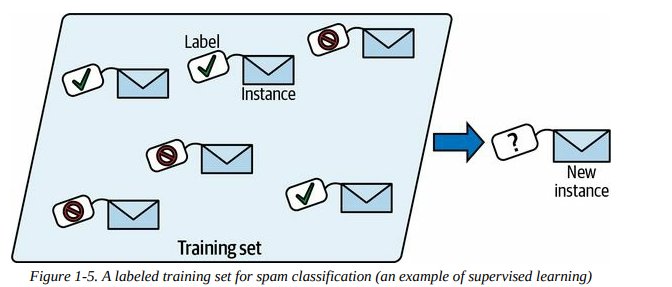 Label
Instance
?
New
instance
Training set
Figure 1-5. A labeled training set for spam classification (an example of supervised learning)